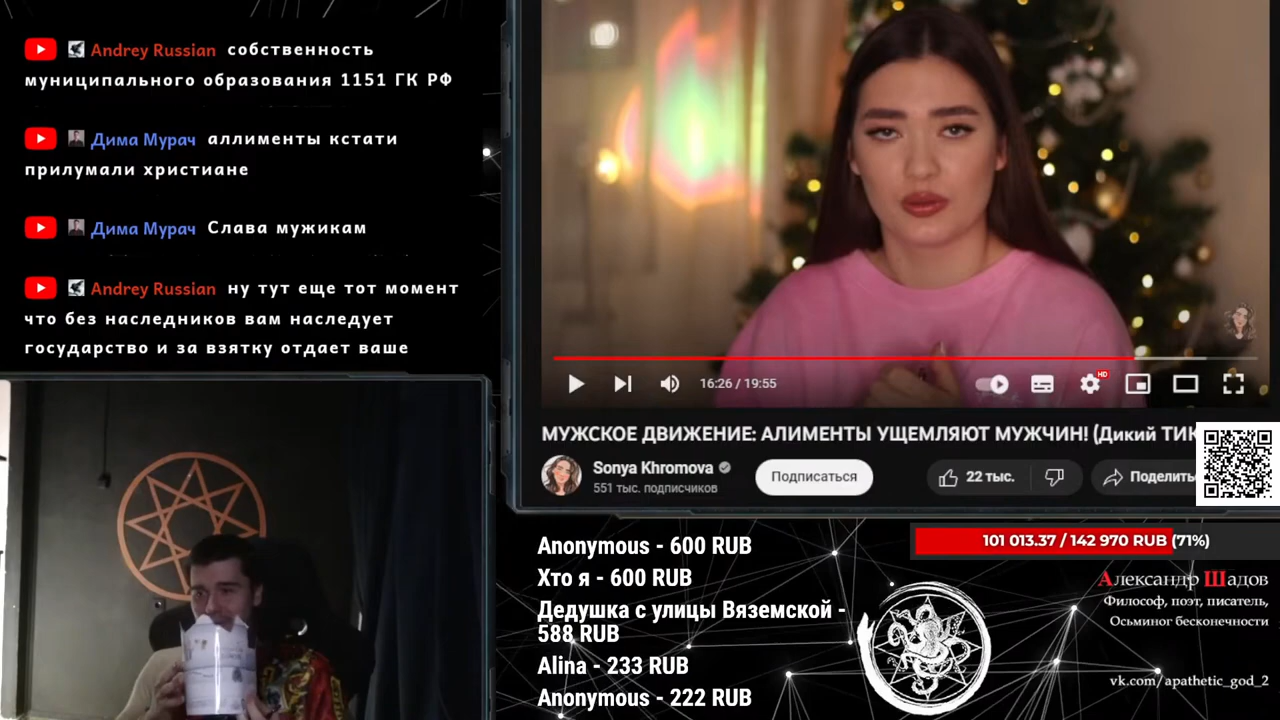 Andrey Russian собственность
муниципального образования 1151 ГК РФ
Дима Мурач аллименты кстати
прилумали христиане
Дима Мурач Слава мужикам
Andrey Russian ну тут еще тот момент
что без наследников вам наследует
государство и за взятку отдает ваше
16:26 / 19:55
HD
МУЖСКОЕ ДВИЖЕНИЕ: АЛИМЕНТЫ УЩЕМЛЯЮТ МУЖЧИН! (Дикий ТИК
Sonya Khromova
551 тыс. подписчиков
Подписаться
22 тыс.
Поделить
Anonymous - 600 RUB
Хто я - 600 RUB
Дедушка с улицы Вяземской -
588 RUB
Alina - 233 RUB
Anonymous - 222 RUB
101 013.37 / 142 970 RUB (71%)
Александр Шадов
Философ, поэт, писатель,
Осьминог бесконечности
vk.com/apathetic_god_2